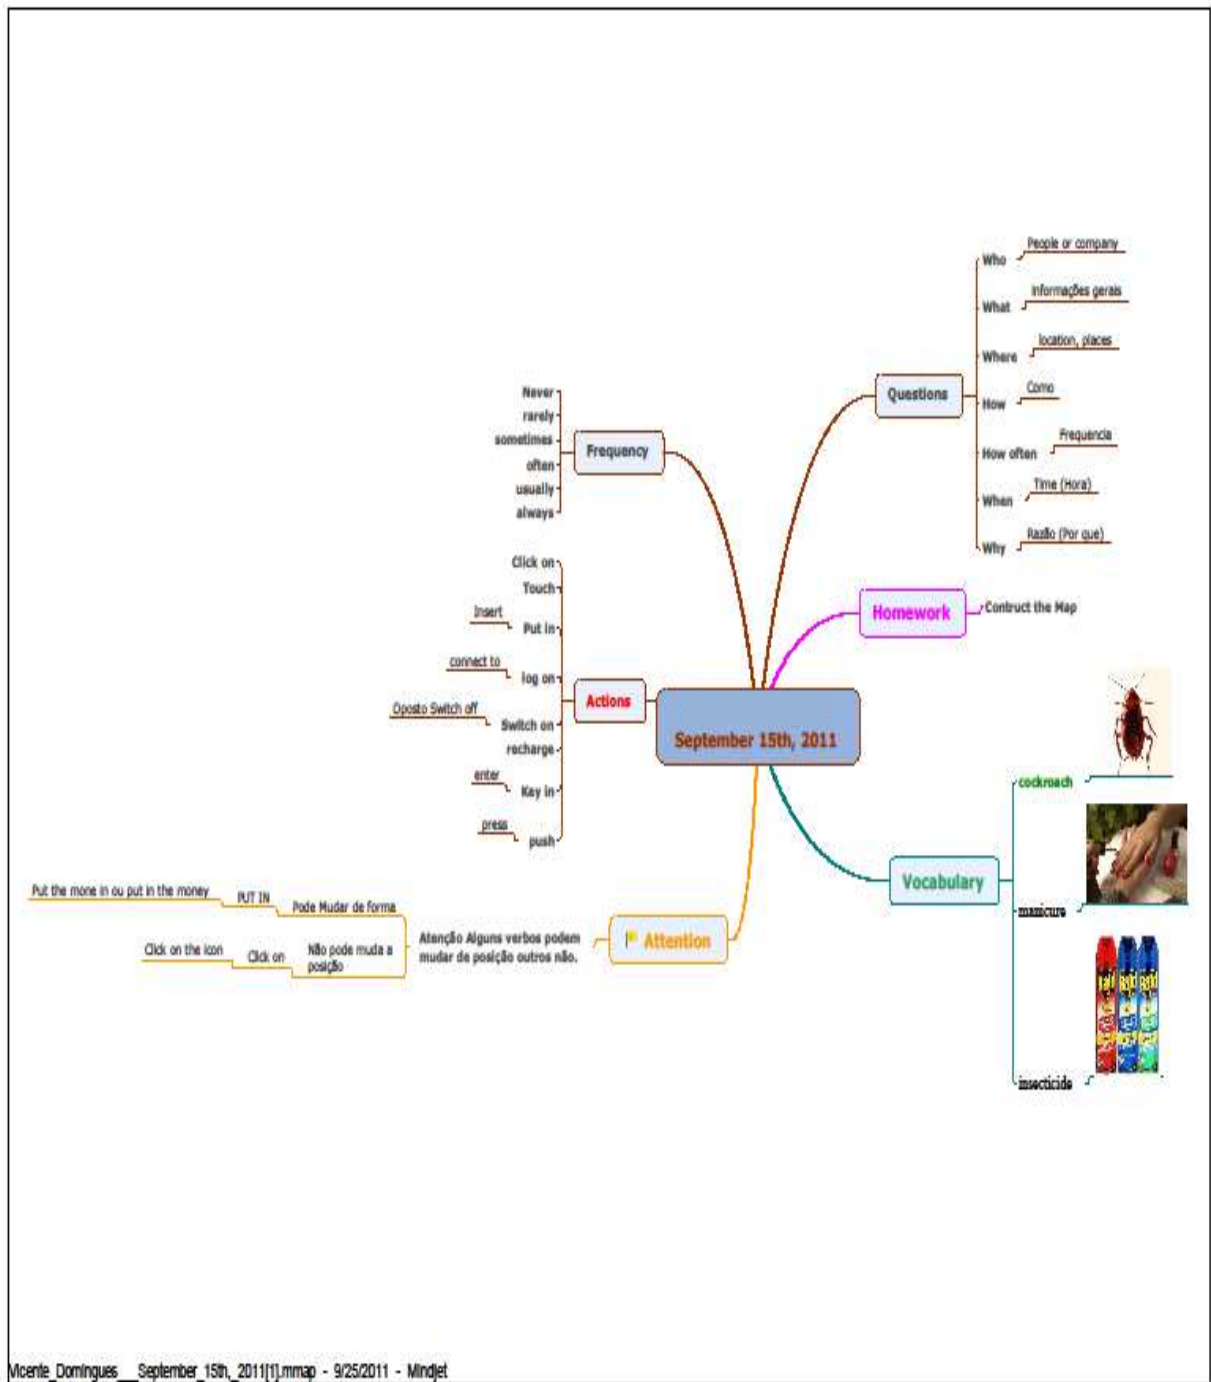 September 15th, 2011
Questions
Who
People or company
What
Informações gerais
Where
location, places
How
Como
How often
Frequencia
When
Time (Hora)
Why
Razão (Por que)
Homework
Contruct the Map
Vocabulary
cockroach
manicure
insecticide
Raid
Raid
Raid
Attention
Atenção Alguns verbos podem
mudar de posição outros não.
Pode Mudar de forma
PUT IN
Put the mone in ou put in the money
Não pode muda a
posição
Click on
Click on the icon
Actions
Click on
Touch
Put in
Insert
log on
connect to
Switch on
Oposto Switch off
recharge
Key in
enter
push
press
Frequency
Never
rarely
sometimes
often
usually
always
Vicente_Domingues___September_15th,_2011[1].mmap - 9/25/2011 - Mindjet